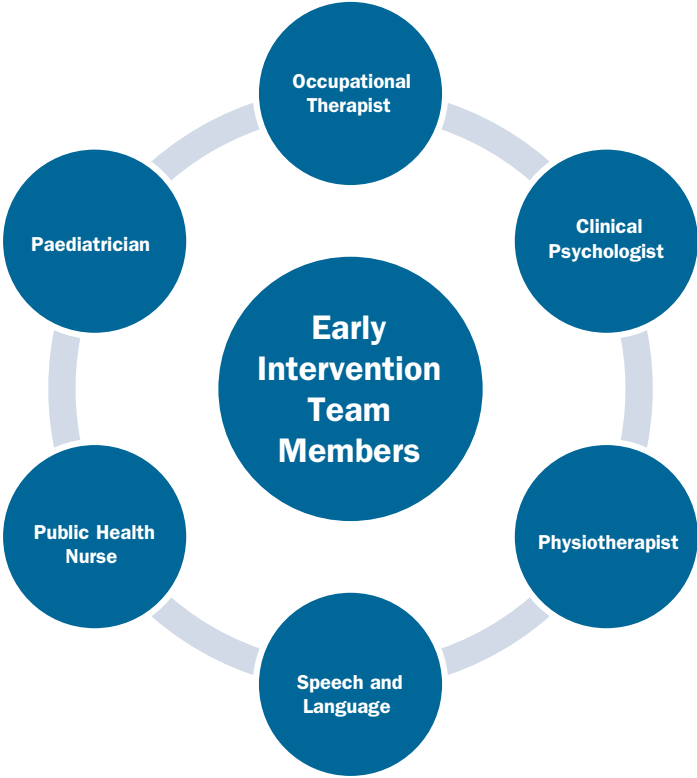 Occupational
Therapist
Clinical
Psychologist
Physiotherapist
Speech and
Language
Public Health
Nurse
Paediatrician
Early
Intervention
Team
Members